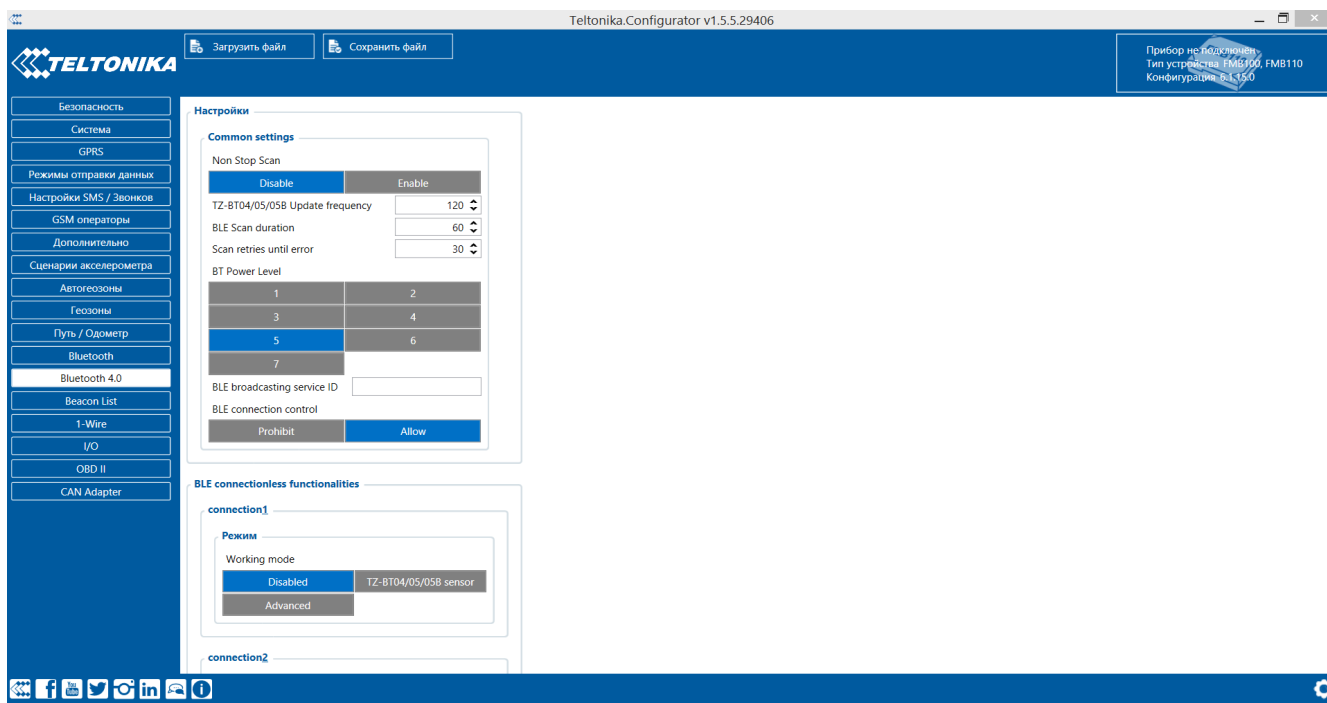 Teltonika.Configurator v1.5.5.29406
TELTONIKA
Загрузить файл
Сохранить файл
Прибор не подключен
Тип устройства FMB100, FMB110
Конфигурация 6.1.15.0
Безопасность
Система
GPRS
Режимы отправки данных
Настройки SMS / Звонков
GSM операторы
Дополнительно
Сценарии акселерометра
Автогеозоны
Геозоны
Путь / Одометр
Bluetooth
Bluetooth 4.0
Beacon List
1-Wire
I/O
OBD II
CAN Adapter
Настройки
Common settings
Non Stop Scan
Disable Enable
TZ-BT04/05/05B Update frequency 120
BLE Scan duration 60
Scan retries until error 30
BT Power Level
1 2
3 4
5 6
7
BLE broadcasting service ID
BLE connection control
Prohibit Allow
BLE connectionless functionalities
connection1
Режим
Working mode
Disabled TZ-BT04/05/05B sensor
Advanced
connection2
You
Tube
in